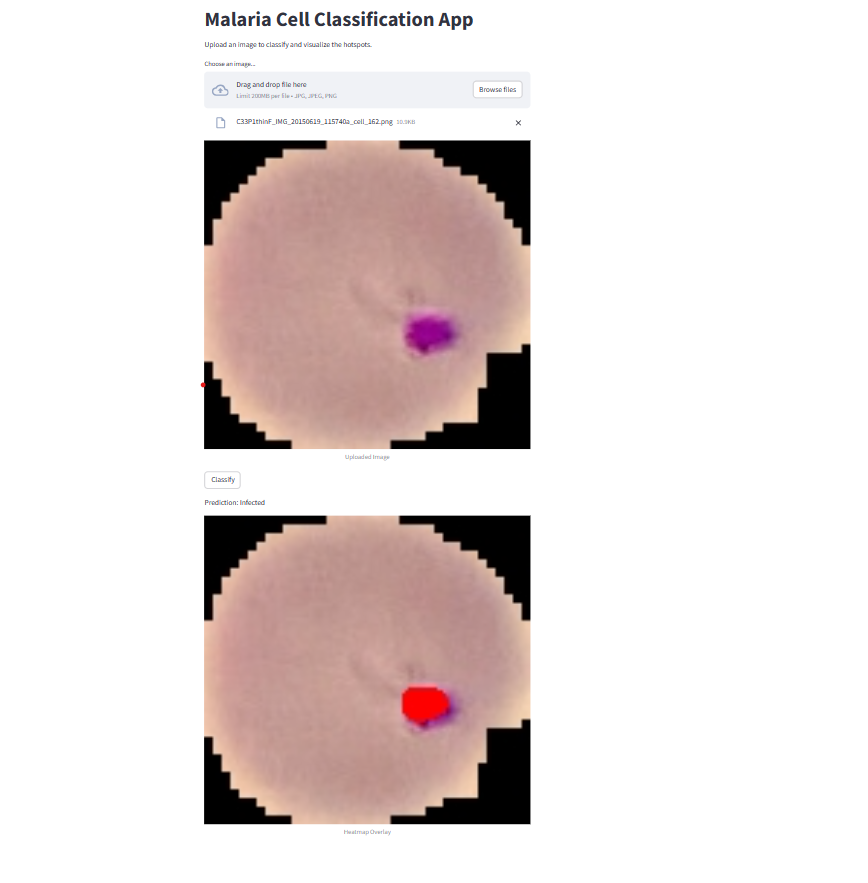 Malaria Cell Classification App
Upload an image to classify and visualize the hotspots.
Choose an image...
Drag and drop file here
Limit 200MB per file • JPG, JPEG, PNG
Browse files
C33P1thinF_IMG_20150619_115740a_cell_162.png 10.9KB
Uploaded Image
Classify
Prediction: Infected
Heatmap Overlay